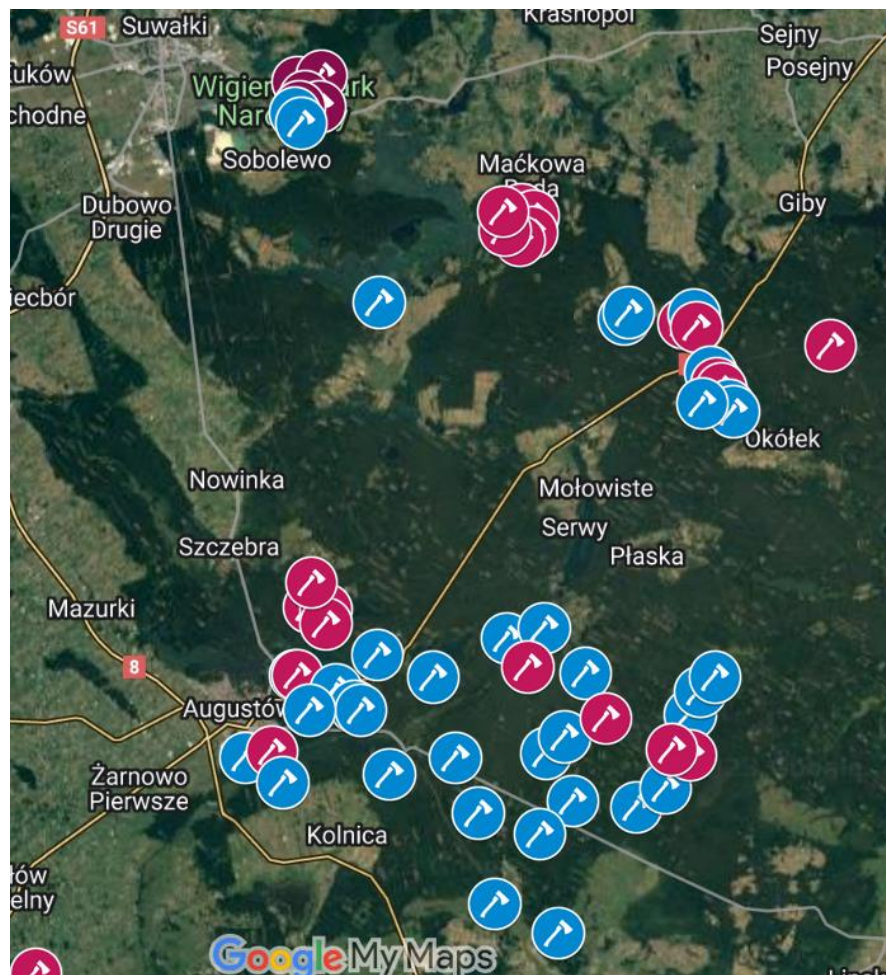 S61
Suwałki
Krasnopol
Sejny
Posejny
Sobolewo
Maćkowa
Dubowo
Drugie
Giby
Okółek
Nowinka
Mołowiste
Serwy
Szczebra
Płaska
Mazurki
8
Żarnowo
Pierwsze
Kolnica
Google My Maps